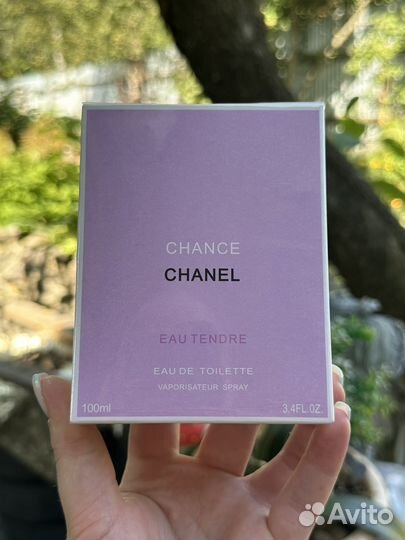 CHANCE
CHANEL
EAU TENDRE
EAU DE TOILETTE
VAPORISATEUR SPRAY
100ml 3.4FL.OZ.
Avito